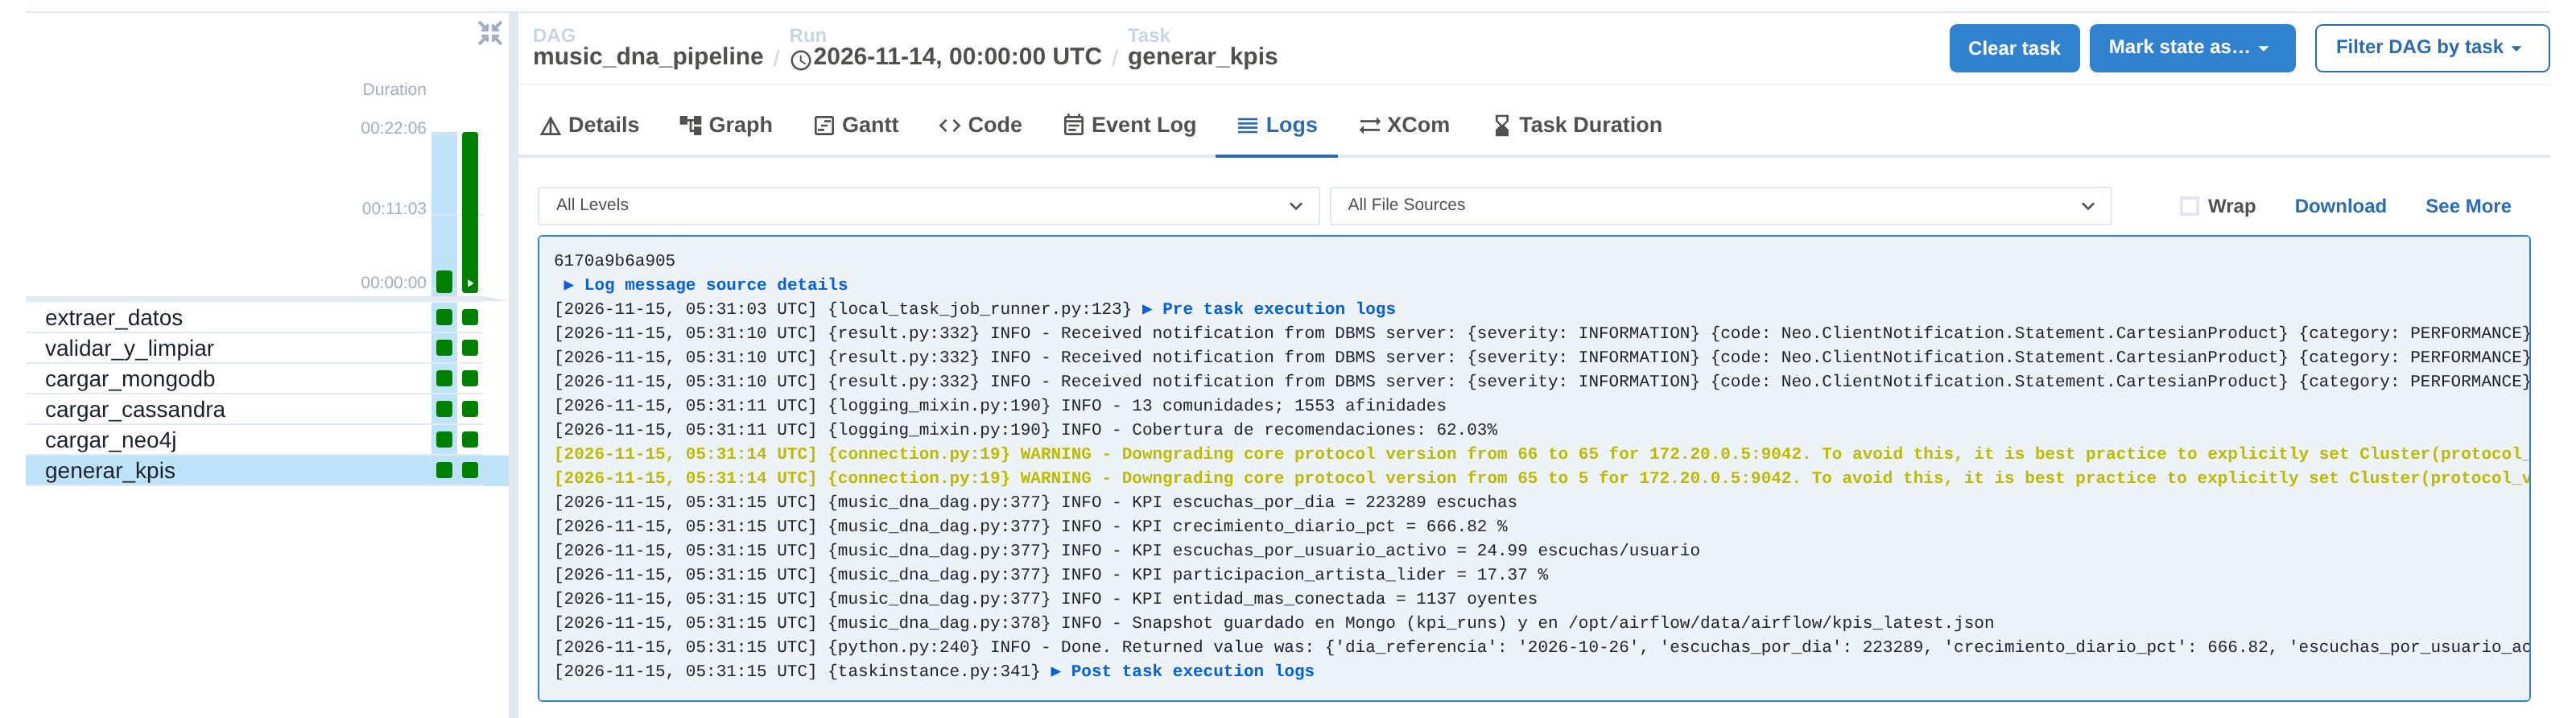 DAG
music_dna_pipeline
/
Run
2026-11-14, 00:00:00 UTC
/
Task
generar_kpis
Clear task
Mark state as…
Filter DAG by task
Details
Graph
Gantt
Code
Event Log
Logs
XCom
Task Duration
Duration
00:22:06
00:11:03
00:00:00
extraer_datos
validar_y_limpiar
cargar_mongodb
cargar_cassandra
cargar_neo4j
generar_kpis
All Levels
All File Sources
Wrap
Download
See More
6170a9b6a905
▶ Log message source details
[2026-11-15, 05:31:03 UTC] {local_task_job_runner.py:123} ▶ Pre task execution logs
[2026-11-15, 05:31:10 UTC] {result.py:332} INFO - Received notification from DBMS server: {severity: INFORMATION} {code: Neo.ClientNotification.Statement.CartesianProduct} {category: PERFORMANCE}
[2026-11-15, 05:31:10 UTC] {result.py:332} INFO - Received notification from DBMS server: {severity: INFORMATION} {code: Neo.ClientNotification.Statement.CartesianProduct} {category: PERFORMANCE}
[2026-11-15, 05:31:10 UTC] {result.py:332} INFO - Received notification from DBMS server: {severity: INFORMATION} {code: Neo.ClientNotification.Statement.CartesianProduct} {category: PERFORMANCE}
[2026-11-15, 05:31:11 UTC] {logging_mixin.py:190} INFO - 13 comunidades; 1553 afinidades
[2026-11-15, 05:31:11 UTC] {logging_mixin.py:190} INFO - Cobertura de recomendaciones: 62.03%
[2026-11-15, 05:31:14 UTC] {connection.py:19} WARNING - Downgrading core protocol version from 66 to 65 for 172.20.0.5:9042. To avoid this, it is best practice to explicitly set Cluster(protocol_
[2026-11-15, 05:31:14 UTC] {connection.py:19} WARNING - Downgrading core protocol version from 65 to 5 for 172.20.0.5:9042. To avoid this, it is best practice to explicitly set Cluster(protocol_v
[2026-11-15, 05:31:15 UTC] {music_dna_dag.py:377} INFO - KPI escuchas_por_dia = 223289 escuchas
[2026-11-15, 05:31:15 UTC] {music_dna_dag.py:377} INFO - KPI crecimiento_diario_pct = 666.82 %
[2026-11-15, 05:31:15 UTC] {music_dna_dag.py:377} INFO - KPI escuchas_por_usuario_activo = 24.99 escuchas/usuario
[2026-11-15, 05:31:15 UTC] {music_dna_dag.py:377} INFO - KPI participacion_artista_lider = 17.37 %
[2026-11-15, 05:31:15 UTC] {music_dna_dag.py:377} INFO - KPI entidad_mas_conectada = 1137 oyentes
[2026-11-15, 05:31:15 UTC] {music_dna_dag.py:378} INFO - Snapshot guardado en Mongo (kpi_runs) y en /opt/airflow/data/airflow/kpis_latest.json
[2026-11-15, 05:31:15 UTC] {python.py:240} INFO - Done. Returned value was: {'dia_referencia': '2026-10-26', 'escuchas_por_dia': 223289, 'crecimiento_diario_pct': 666.82, 'escuchas_por_usuario_ac
[2026-11-15, 05:31:15 UTC] {taskinstance.py:341} ▶ Post task execution logs